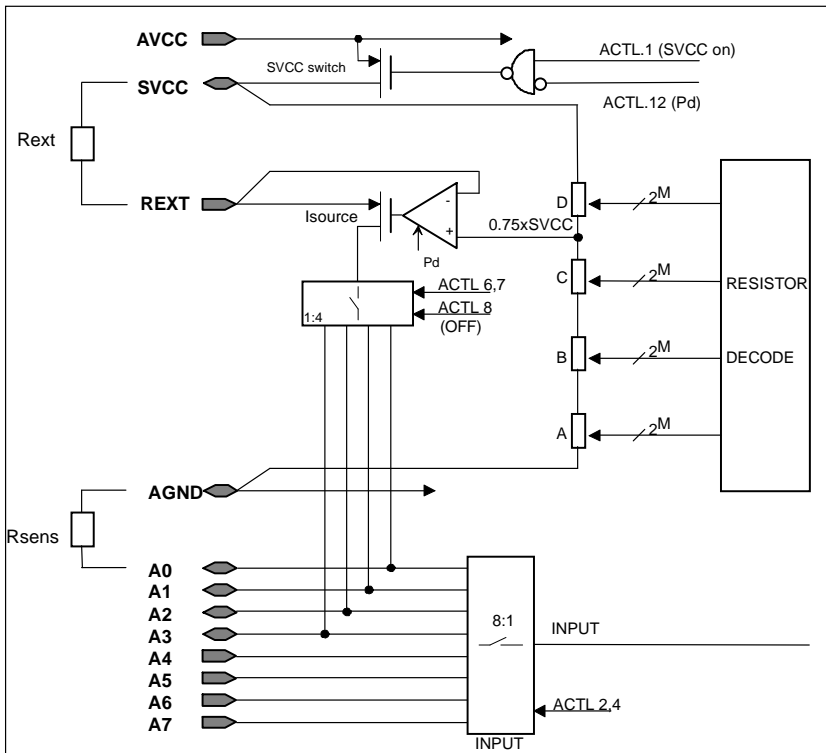 AVCC
ACTL.1 (SVCC on)
SVCC switch
SVCC
ACTL.12 (Pd)
Rext
REXT
Isource
-
+
Pd
0.75xSVCC
D
2M
C
2M
RESISTOR
ACTL 6,7
ACTL 8
(OFF)
1:4
B
2M
DECODE
A
2M
AGND
Rsens
A0
A1
A2
A3
A4
A5
A6
A7
8:1
INPUT
ACTL 2,4
INPUT